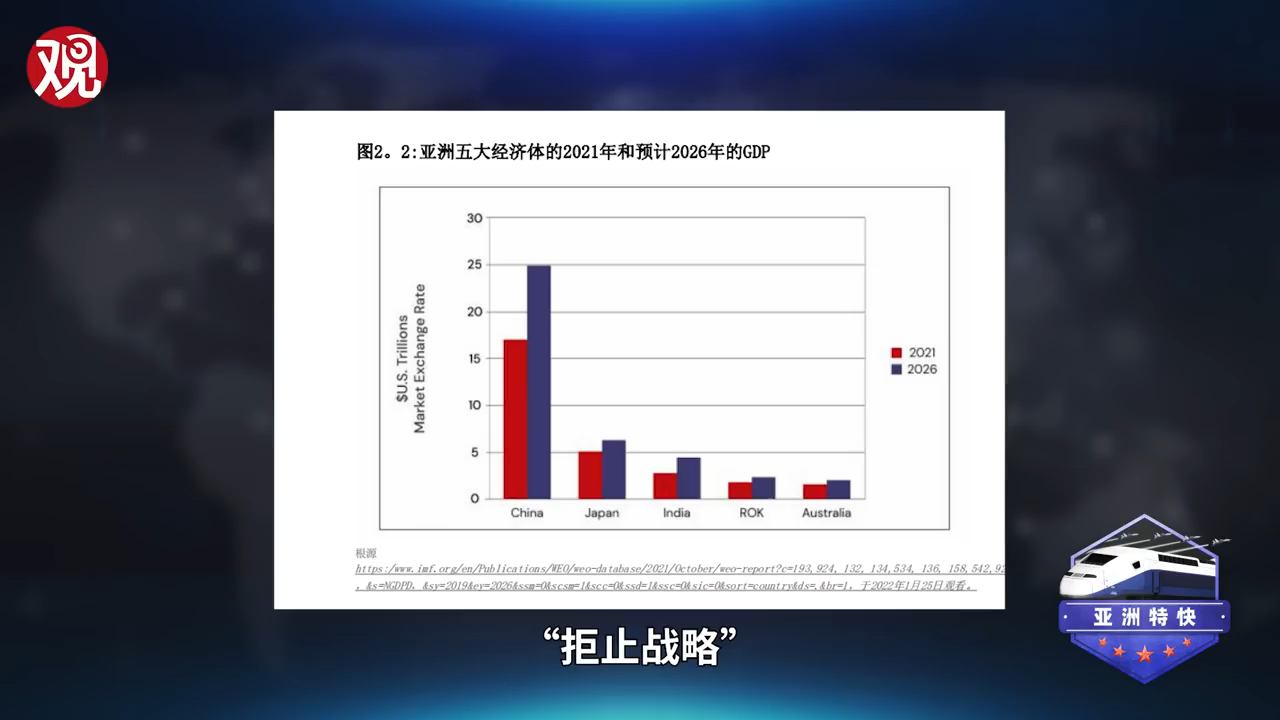 观
图2。2:亚洲五大经济体的2021年和预计2026年的GDP
$U.S. Trillions
Market Exchange Rate
30
25
20
15
10
5
0
China
Japan
India
ROK
Australia
2021
2026
根源
https:/www.imf.org/en/Publications/WEO/weo-database/2021/October/weo-report?c=193,924, 132, 134,534, 136, 158,542,92
, &s=NGDPD, &sy=2019&ey=2026&ssm=0&scsm=1&scc=0&ssd=1&ssc=0&sic=0&sort=country&ds=.&br=1, 于2022年1月25日观看。
亚洲特快
“拒止战略”